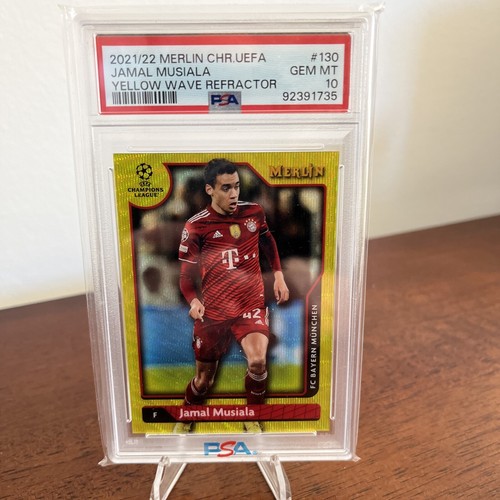 2021/22 MERLIN CHR.UEFA #130
JAMAL MUSIALA GEM MT
YELLOW WAVE REFRACTOR 10
PSA 92391735
UEFA
CHAMPIONS
LEAGUE
MERLIN
T
42
FC BAYERN MÜNCHEN
F Jamal Musiala
PSA